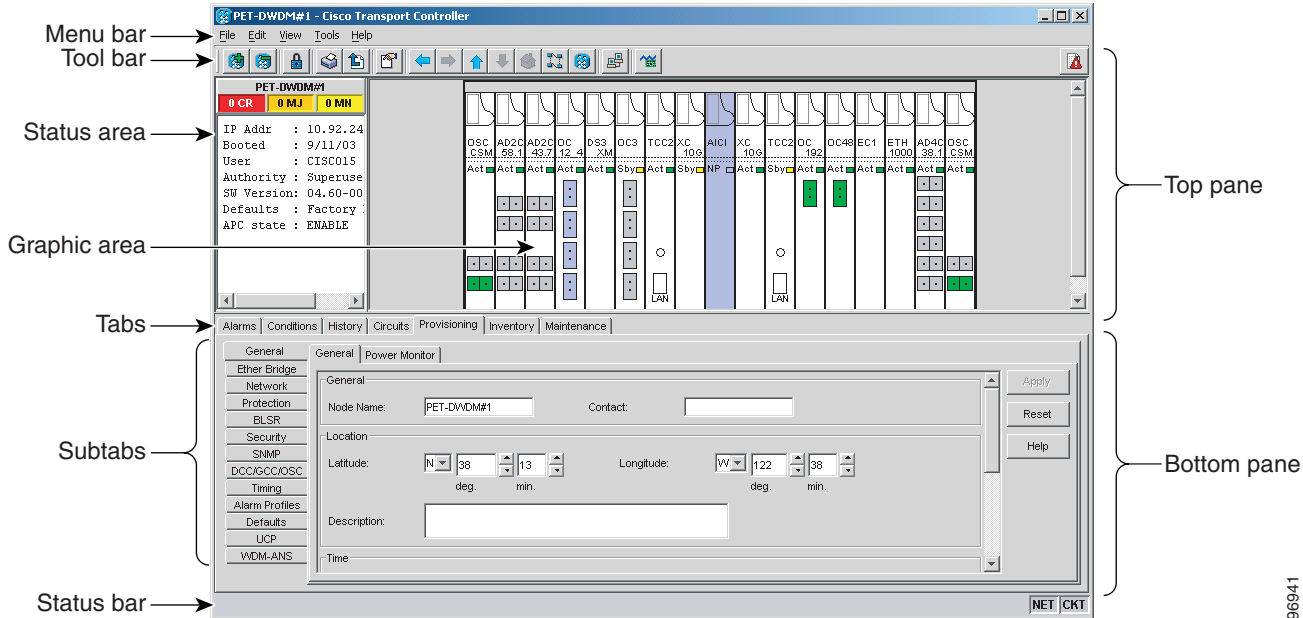 PET-DWDM#1 - Cisco Transport Controller
Menu bar
File Edit View Tools Help
Tool bar
PET-DWDM#1
0 CR 0 MJ 0 MN
Status area
IP Addr : 10.92.24
Booted : 9/11/03
User : CISCO15
Authority : Superuse
SW Version: 04.60-00
Defaults : Factory
APC state : ENABLE
OSC AD2C AD2C OC DS3 OC3 TCC2 XC AICI XC TCC2 OC OC48 EC1 ETH AD4C OSC
CSM 58.1 43.7 12_4 XM 10G 10G 192 1000 38.1 CSM
Act Act Act Act Act Sby Act Sby NP Act Sby Act Act Act Act Act Act
LAN LAN
Top pane
Graphic area
Tabs
Alarms Conditions History Circuits Provisioning Inventory Maintenance
Subtabs
General
Ether Bridge
Network
Protection
BLSR
Security
SNMP
DCC/GCC/OSC
Timing
Alarm Profiles
Defaults
UCP
WDM-ANS
General Power Monitor
General
Node Name: PET-DWDM#1 Contact:
Location
Latitude: N 38 13 Longitude: W 122 38
deg. min. deg. min.
Description:
Time
Apply
Reset
Help
Bottom pane
Status bar
NET CKT
96941